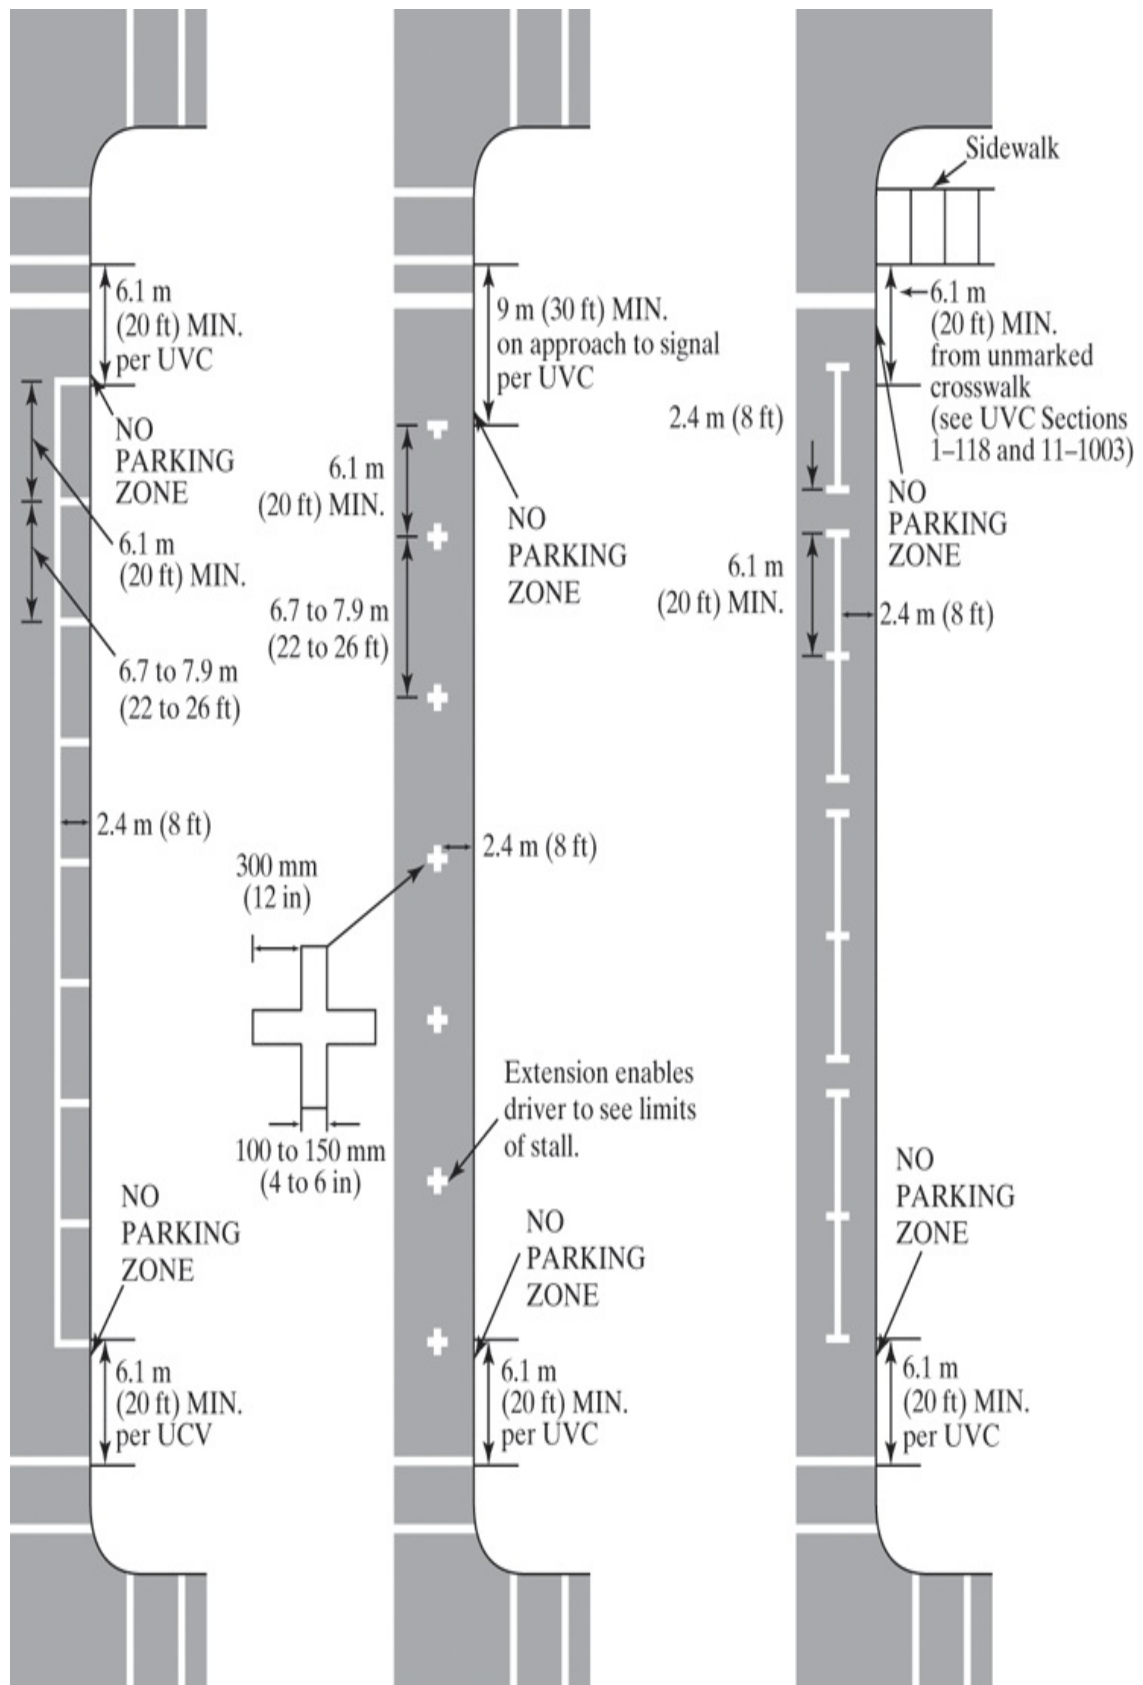 6.1 m
(20 ft) MIN.
per UVC
NO
PARKING
ZONE
6.1 m
(20 ft) MIN.
6.7 to 7.9 m
(22 to 26 ft)
2.4 m (8 ft)
NO
PARKING
ZONE
6.1 m
(20 ft) MIN.
per UCV
9 m (30 ft) MIN.
on approach to signal
per UVC
6.1 m
(20 ft) MIN.
NO
PARKING
ZONE
6.7 to 7.9 m
(22 to 26 ft)
2.4 m (8 ft)
300 mm
(12 in)
100 to 150 mm
(4 to 6 in)
Extension enables
driver to see limits
of stall.
NO
PARKING
ZONE
6.1 m
(20 ft) MIN.
per UVC
Sidewalk
6.1 m
(20 ft) MIN.
from unmarked
crosswalk
(see UVC Sections
1–118 and 11–1003)
2.4 m (8 ft)
NO
PARKING
ZONE
6.1 m
(20 ft) MIN.
2.4 m (8 ft)
NO
PARKING
ZONE
6.1 m
(20 ft) MIN.
per UVC